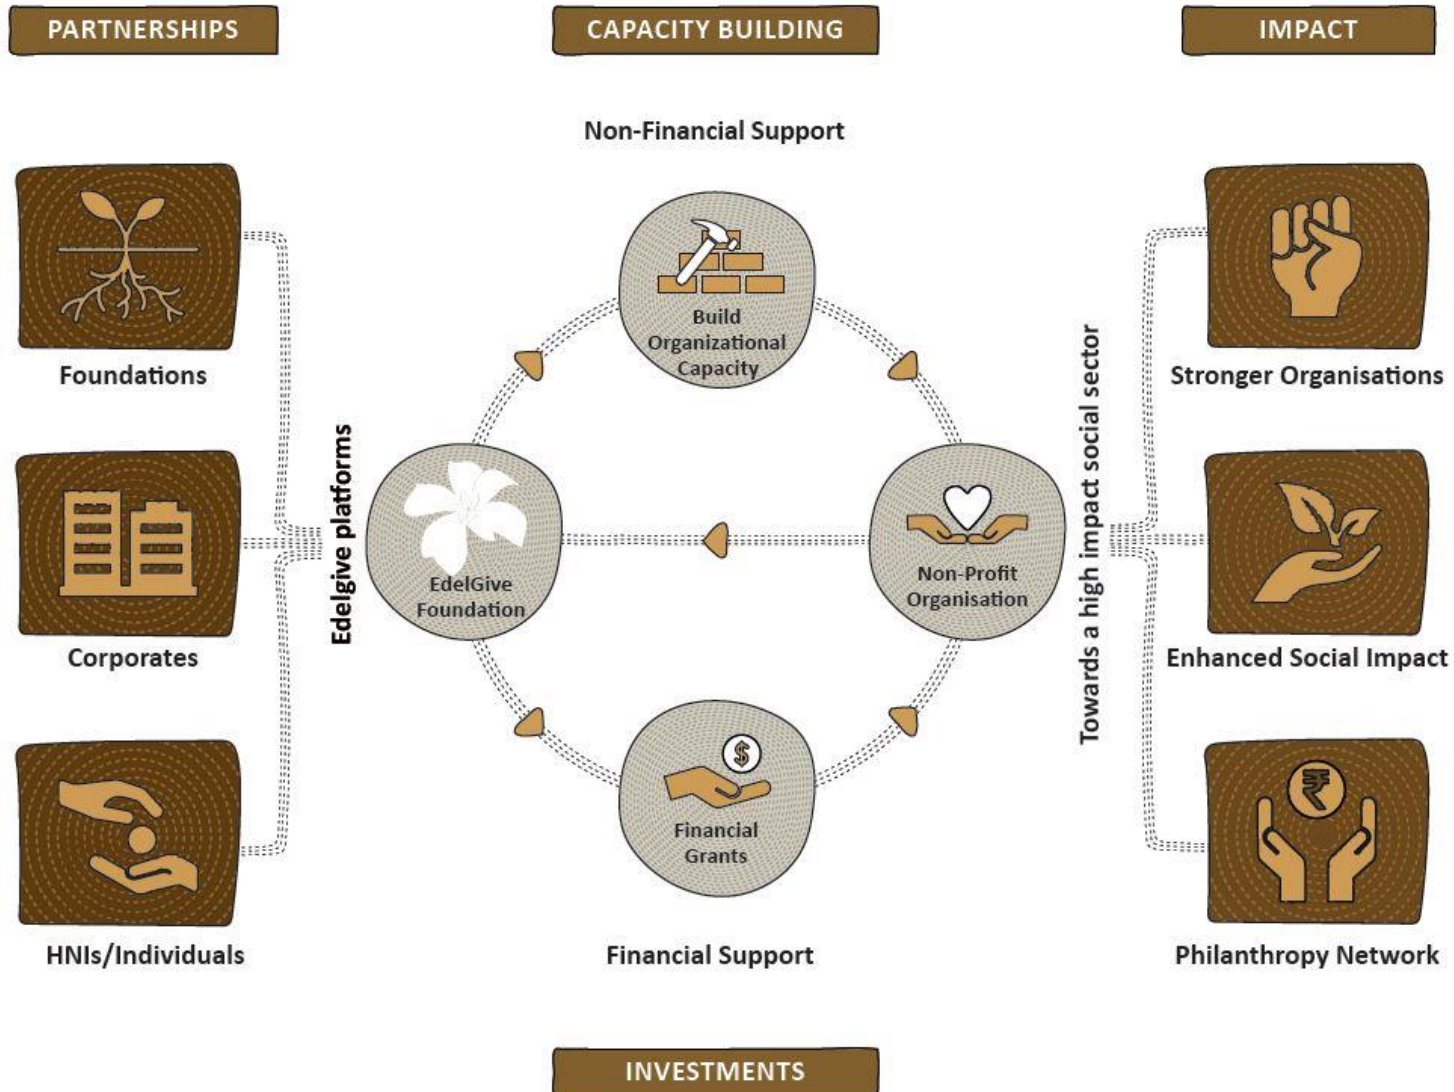 PARTNERSHIPS
CAPACITY BUILDING
IMPACT
Non-Financial Support
Foundations
Corporates
HNIs/Individuals
Edelgive platforms
Build
Organizational
Capacity
EdelGive
Foundation
Non-Profit
Organisation
$
Financial
Grants
Financial Support
Towards a high impact social sector
Stronger Organisations
Enhanced Social Impact
₹
Philanthropy Network
INVESTMENTS